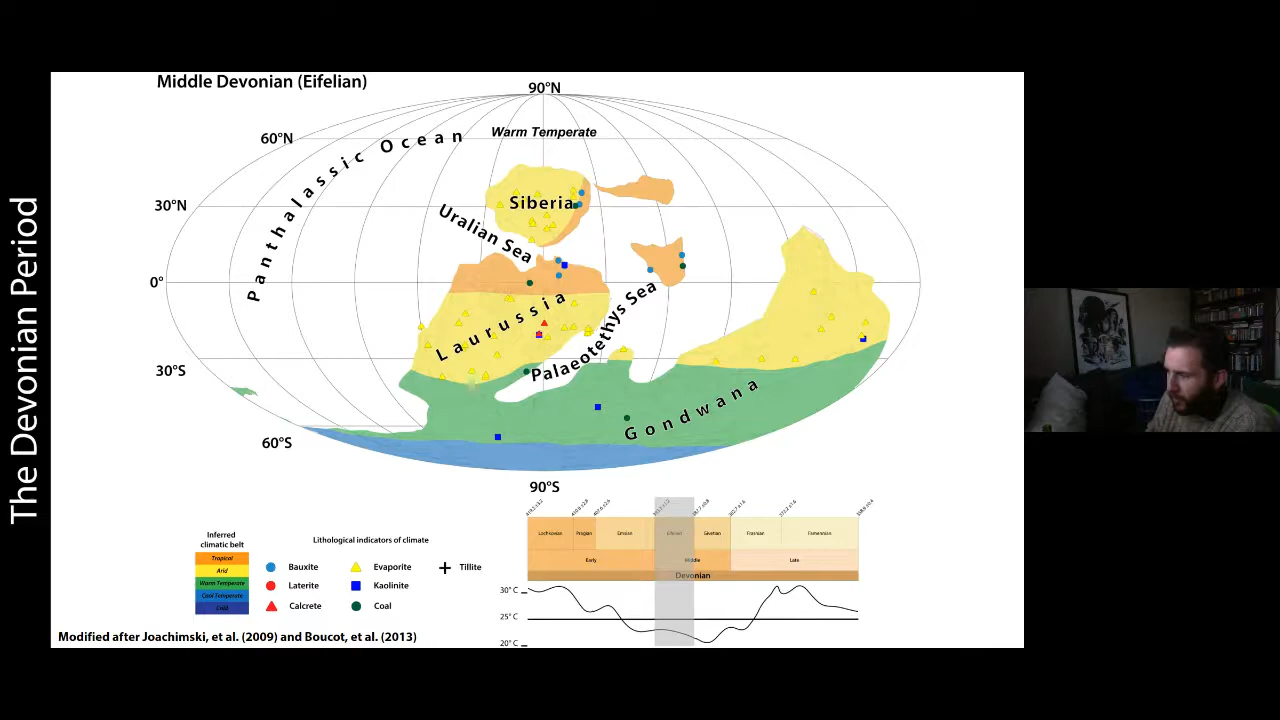 The Devonian Period
Middle Devonian (Eifelian)
90°N
60°N
Warm Temperate
Panthalassic Ocean
30°N
Siberia
Uralian Sea
0°
Laurussia
Palaeotethys Sea
30°S
Gondwana
60°S
90°S
Inferred
climatic belt
Tropical
Arid
Warm Temperate
Cool Temperate
Cold
Lithological indicators of climate
Bauxite
Evaporite
Tillite
Laterite
Kaolinite
Calcrete
Coal
Lochkovian
Pragian
Emsian
Eifelian
Givetian
Frasnian
Famennian
Early
Middle
Late
Devonian
30° C
25° C
20° C
Modified after Joachimski, et al. (2009) and Boucot, et al. (2013)